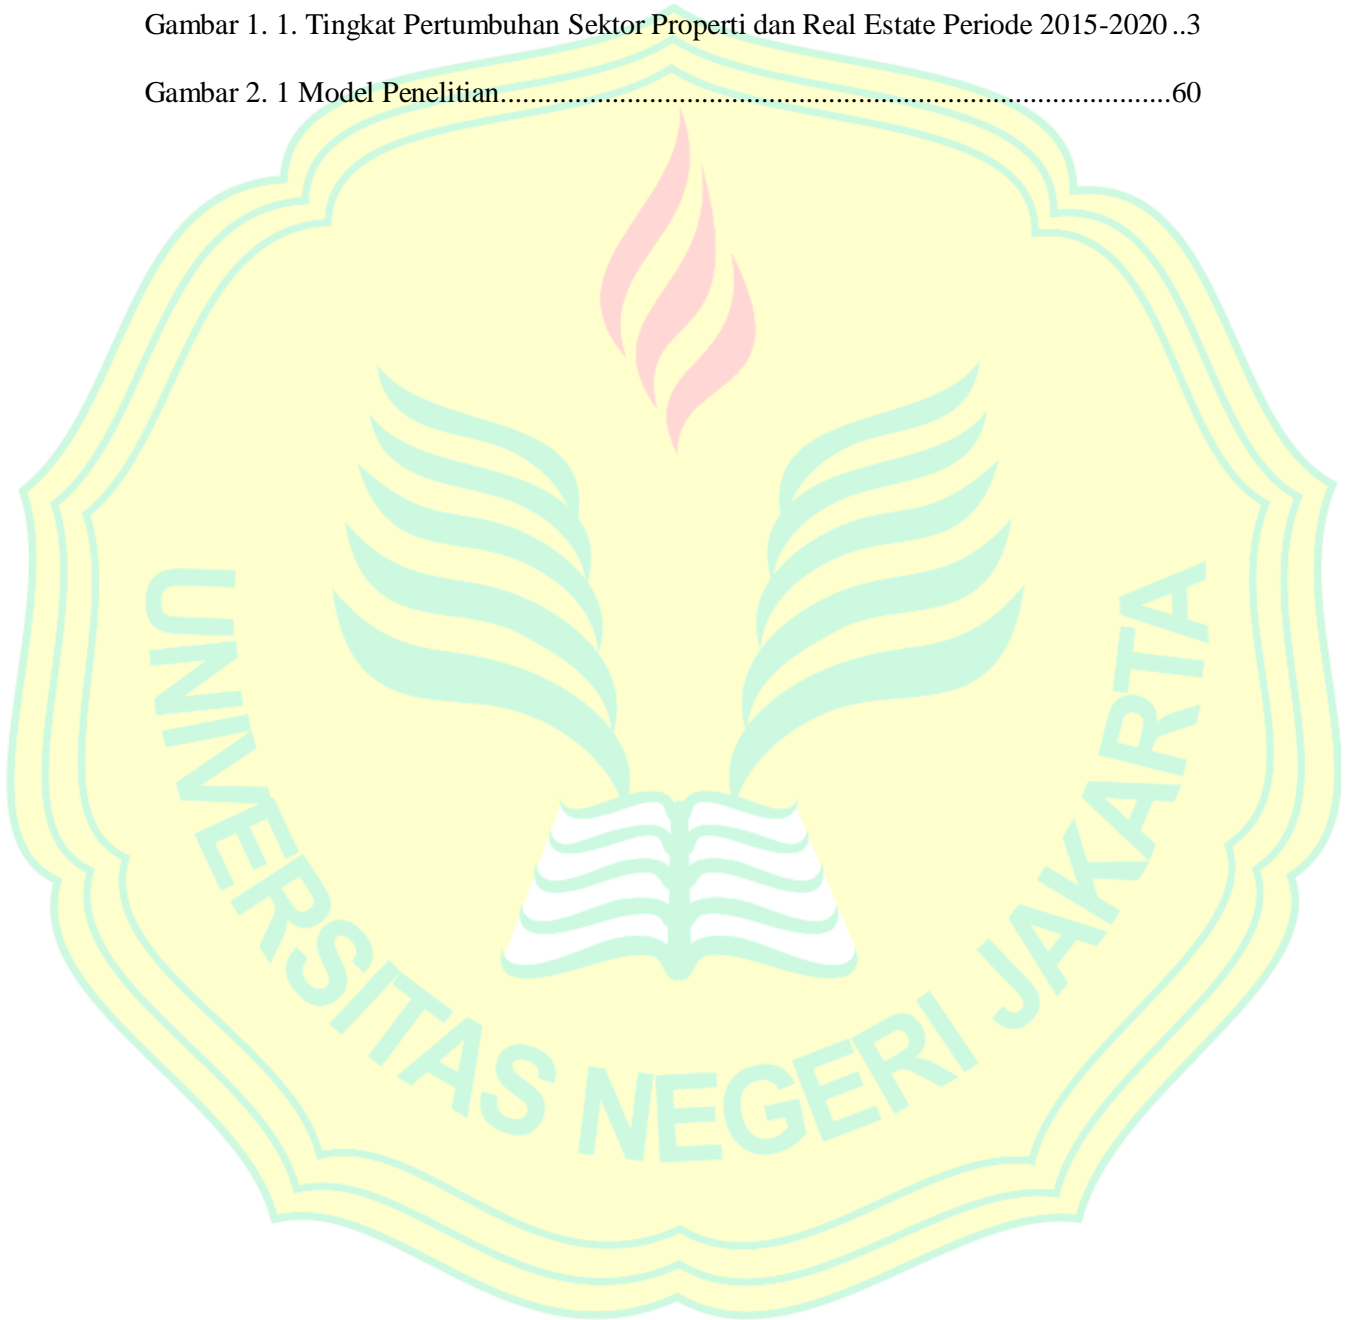 Gambar 1. 1. Tingkat Pertumbuhan Sektor Properti dan Real Estate Periode 2015-2020 ..3
Gambar 2. 1 Model Penelitian..........................................................................................60
UNIVERSITAS NEGERI JAKARTA